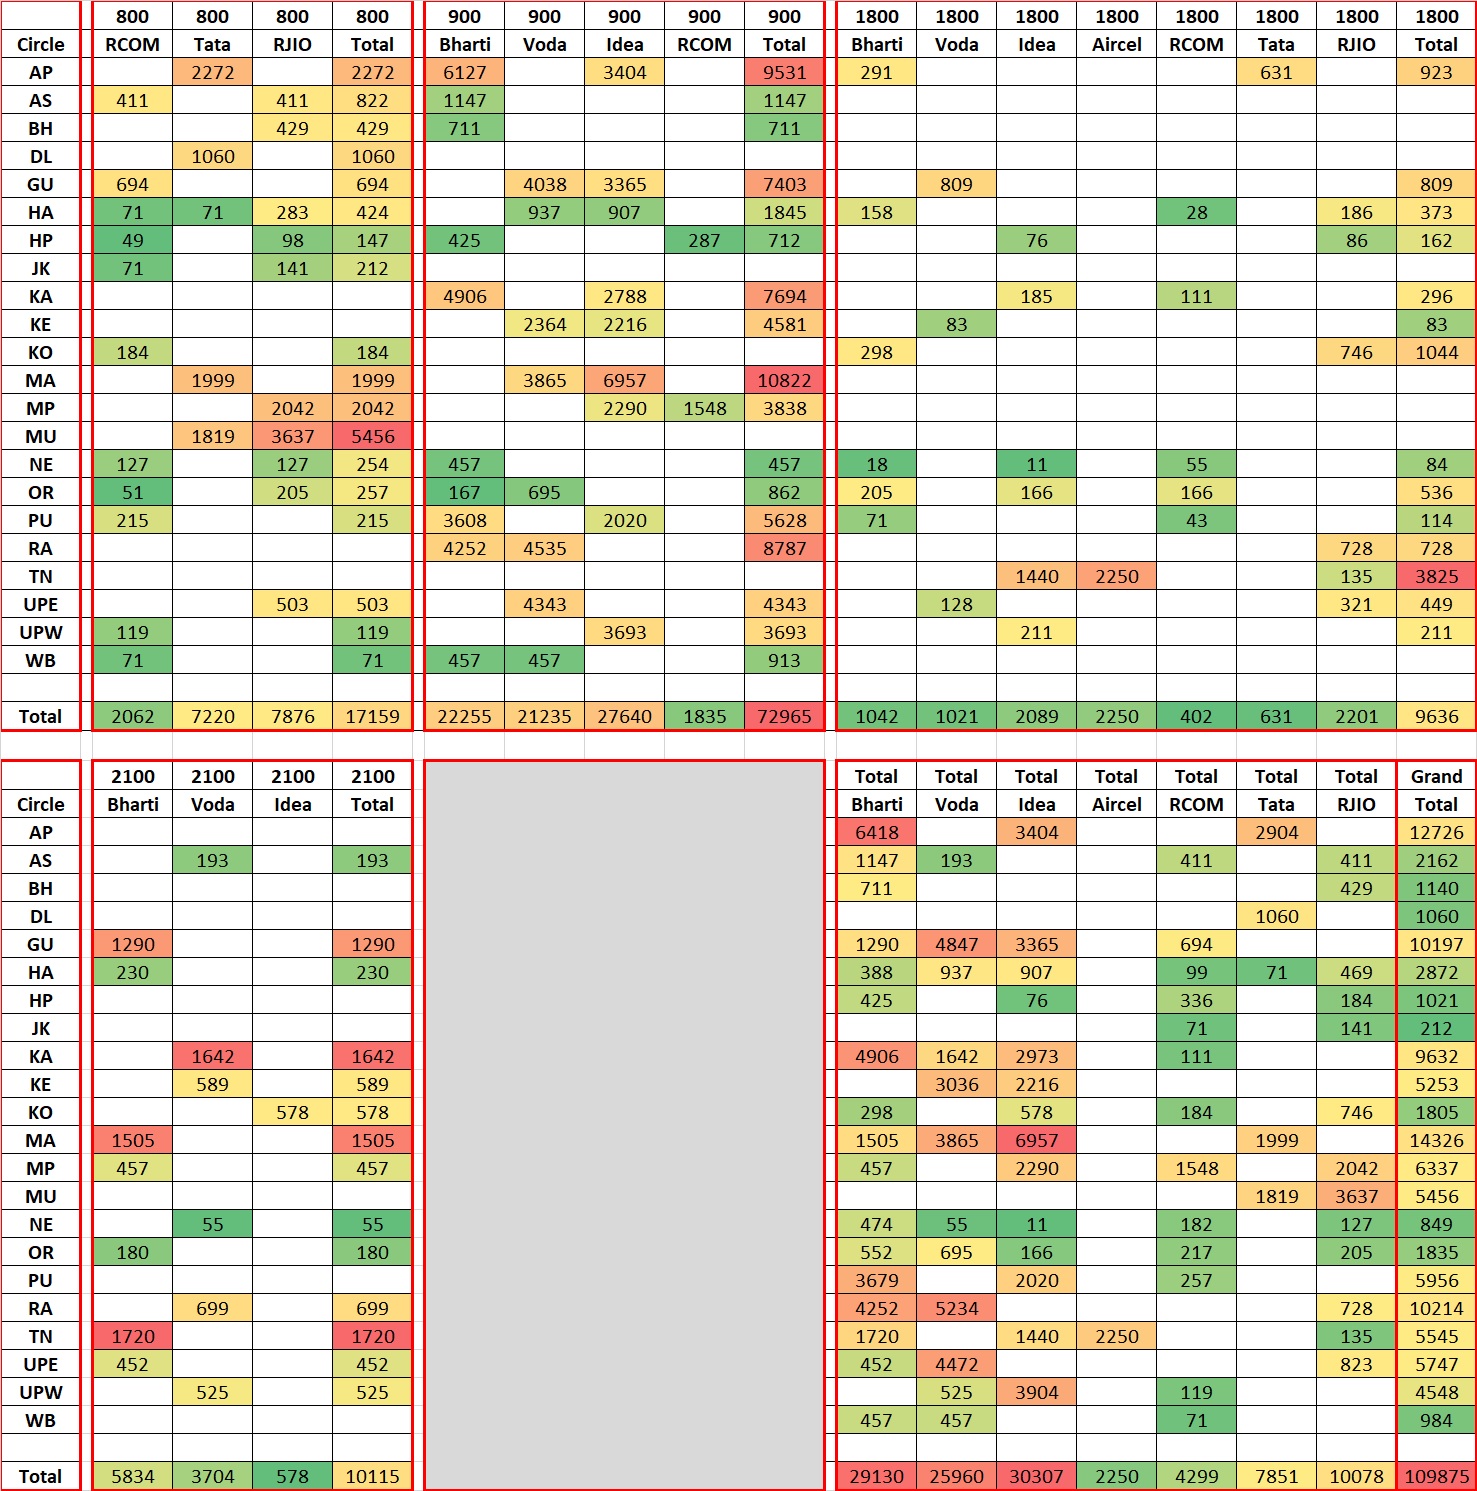 800 800 800 800 900 900 900 900 900 1800 1800 1800 1800 1800 1800 1800 1800
Circle RCOM Tata RJIO Total Bharti Voda Idea RCOM Total Bharti Voda Idea Aircel RCOM Tata RJIO Total
AP 2272 2272 6127 3404 9531 291 631 923
AS 411 411 822 1147 1147
BH 429 429 711 711
DL 1060 1060
GU 694 694 4038 3365 7403 809 809
HA 71 71 283 424 937 907 1845 158 28 186 373
HP 49 98 147 425 287 712 76 86 162
JK 71 141 212
KA 4906 2788 7694 185 111 296
KE 2364 2216 4581 83 83
KO 184 184 298 746 1044
MA 1999 1999 3865 6957 10822
MP 2042 2042 2290 1548 3838
MU 1819 3637 5456
NE 127 127 254 457 457 18 11 55 84
OR 51 205 257 167 695 862 205 166 166 536
PU 215 215 3608 2020 5628 71 43 114
RA 4252 4535 8787 728 728
TN 1440 2250 135 3825
UPE 503 503 4343 4343 128 321 449
UPW 119 119 3693 3693 211 211
WB 71 71 457 457 913
Total 2062 7220 7876 17159 22255 21235 27640 1835 72965 1042 1021 2089 2250 402 631 2201 9636
2100 2100 2100 2100 Total Total Total Total Total Total Total Grand
Circle Bharti Voda Idea Total Bharti Voda Idea Aircel RCOM Tata RJIO Total
AP 6418 3404 2904 12726
AS 193 193 1147 193 411 411 2162
BH 711 429 1140
DL 1060 1060
GU 1290 1290 1290 4847 3365 694 10197
HA 230 230 388 937 907 99 71 469 2872
HP 425 76 336 184 1021
JK 71 141 212
KA 1642 1642 4906 1642 2973 111 9632
KE 589 589 3036 2216 5253
KO 578 578 298 578 184 746 1805
MA 1505 1505 1505 3865 6957 1999 14326
MP 457 457 457 2290 1548 2042 6337
MU 1819 3637 5456
NE 55 55 474 55 11 182 127 849
OR 180 180 552 695 166 217 205 1835
PU 3679 2020 257 5956
RA 699 699 4252 5234 728 10214
TN 1720 1720 1720 1440 2250 135 5545
UPE 452 452 452 4472 823 5747
UPW 525 525 525 3904 119 4548
WB 457 457 71 984
Total 5834 3704 578 10115 29130 25960 30307 2250 4299 7851 10078 109875